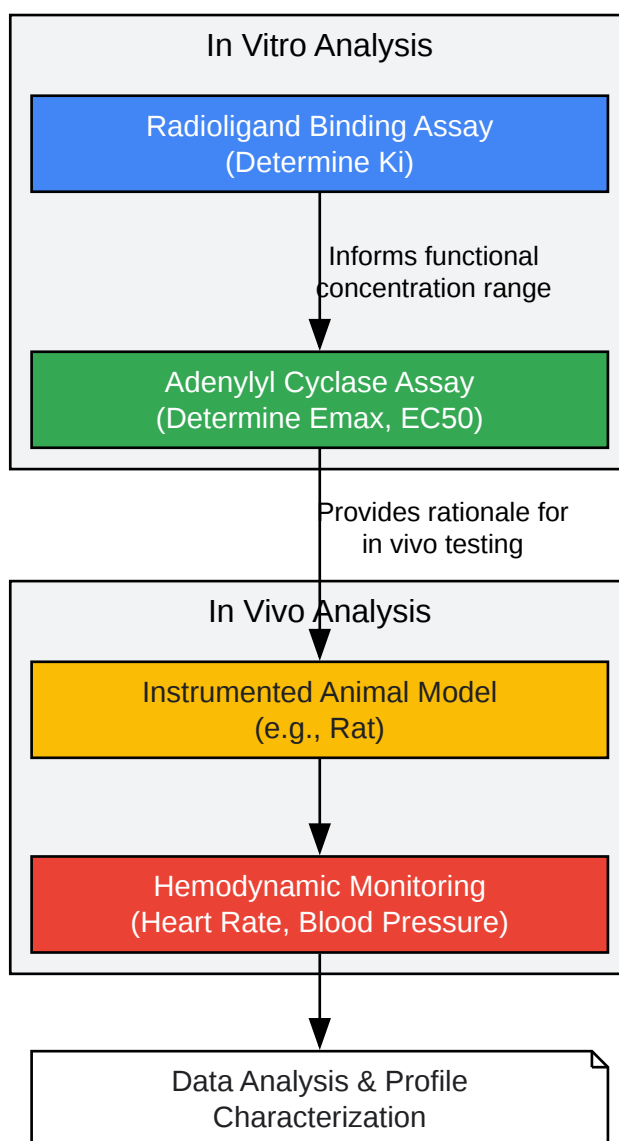 In Vitro Analysis
Radioligand Binding Assay
(Determine Ki)
Informs functional
concentration range
Adenylyl Cyclase Assay
(Determine Emax, EC50)
Provides rationale for
in vivo testing
In Vivo Analysis
Instrumented Animal Model
(e.g., Rat)
Hemodynamic Monitoring
(Heart Rate, Blood Pressure)
Data Analysis & Profile
Characterization